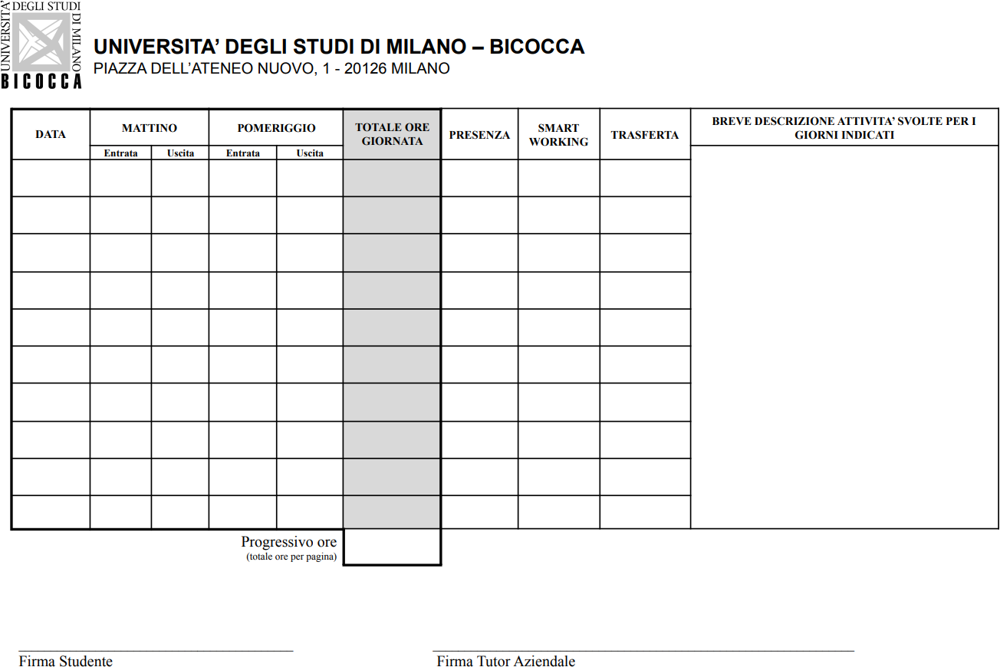 UNIVERSITA' DEGLI STUDI DI MILANO
BICOCCA
UNIVERSITA’ DEGLI STUDI DI MILANO – BICOCCA
PIAZZA DELL’ATENEO NUOVO, 1 - 20126 MILANO
DATA
MATTINO
POMERIGGIO
TOTALE ORE
GIORNATA
PRESENZA
SMART
WORKING
TRASFERTA
BREVE DESCRIZIONE ATTIVITA’ SVOLTE PER I
GIORNI INDICATI
Entrata
Uscita
Entrata
Uscita
Progressivo ore
(totale ore per pagina)
Firma Studente
Firma Tutor Aziendale